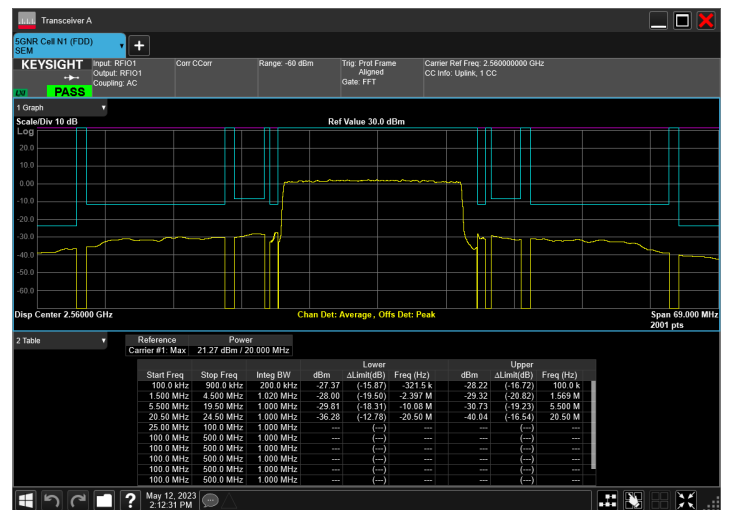 Transceiver A
5GNR Cell N1 (FDD)
SEM
KEYSIGHT
LXI
PASS
Input: RFIO1
Output: RFIO1
Coupling: AC
Corr CCorr
Range: -60 dBm
Trig: Prot Frame
Aligned
Gate: FFT
Carrier Ref Freq: 2.560000000 GHz
CC Info: Uplink, 1 CC
1 Graph
Scale/Div 10 dB
Ref Value 30.0 dBm
Log
20.0
10.0
0.00
-10.0
-20.0
-30.0
-40.0
-50.0
-60.0
Disp Center 2.56000 GHz
Chan Det: Average, Offs Det: Peak
Span 69.000 MHz
2001 pts
2 Table
Reference Power
Carrier #1: Max 21.27 dBm / 20.000 MHz
Lower Upper
Start Freq Stop Freq Integ BW dBm ΔLimit(dB) Freq (Hz) dBm ΔLimit(dB) Freq (Hz)
100.0 kHz 900.0 kHz 200.0 kHz -27.37 (-15.87) -321.5 k -28.22 (-16.72) 100.0 k
1.500 MHz 4.500 MHz 1.020 MHz -28.00 (-19.50) -2.397 M -29.32 (-20.82) 1.569 M
5.500 MHz 19.50 MHz 1.000 MHz -29.81 (-18.31) -10.08 M -30.73 (-19.23) 5.500 M
20.50 MHz 24.50 MHz 1.000 MHz -36.28 (-12.78) -20.50 M -40.04 (-16.54) 20.50 M
25.00 MHz 100.0 MHz 1.000 MHz --- (---) --- --- (---) ---
100.0 MHz 500.0 MHz 1.000 MHz --- (---) --- --- (---) ---
100.0 MHz 500.0 MHz 1.000 MHz --- (---) --- --- (---) ---
100.0 MHz 500.0 MHz 1.000 MHz --- (---) --- --- (---) ---
100.0 MHz 500.0 MHz 1.000 MHz --- (---) --- --- (---) ---
100.0 MHz 500.0 MHz 1.000 MHz --- (---) --- --- (---) ---
?
May 12, 2023
2:12:31 PM